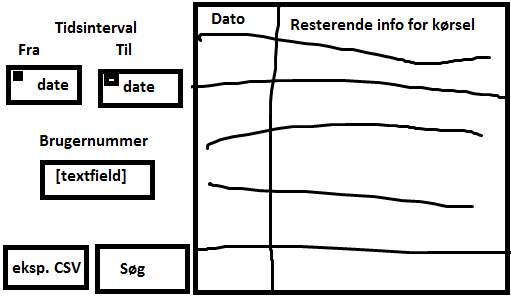 Tidsinterval
Fra Til
date date
Brugernummer
[textfield]
eksp. CSV Søg
Dato Resterende info for kørsel